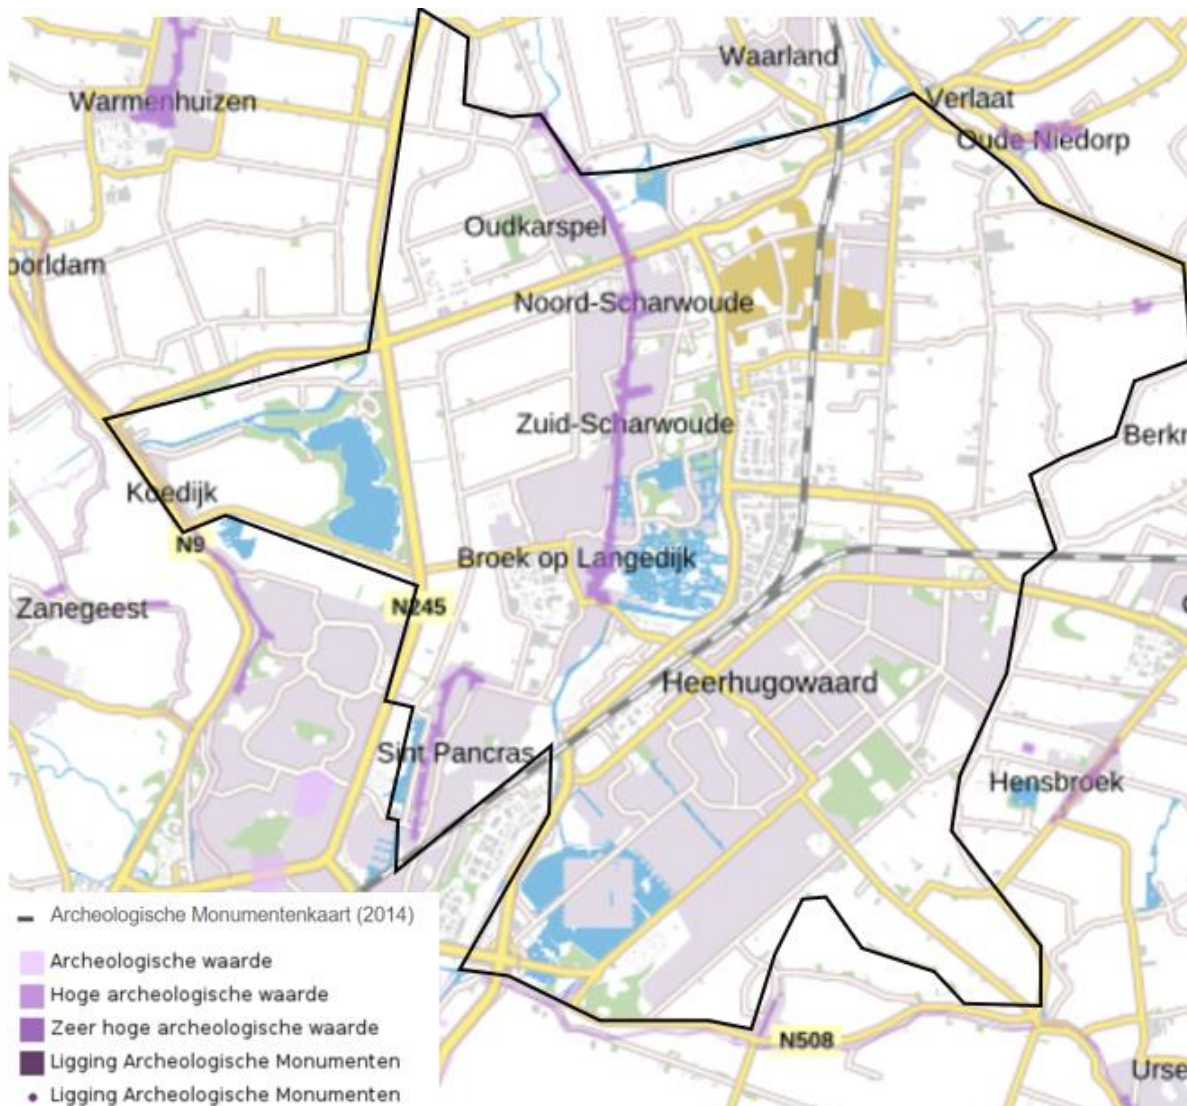 Waarland
Warmenhuizen
Verlaat
Oude Niedorp
Oudkarspel
oorldam
Noord-Scharwoude
Zuid-Scharwoude
Berkr
Koedijk
N9
Broek op Langedijk
Zanegeest
N245
Heerhugowaard
Sint Pancras
Hensbroek
N508
Urse
Archeologische Monumentenkaart (2014)
Archeologische waarde
Hoge archeologische waarde
Zeer hoge archeologische waarde
Ligging Archeologische Monumenten
Ligging Archeologische Monumenten